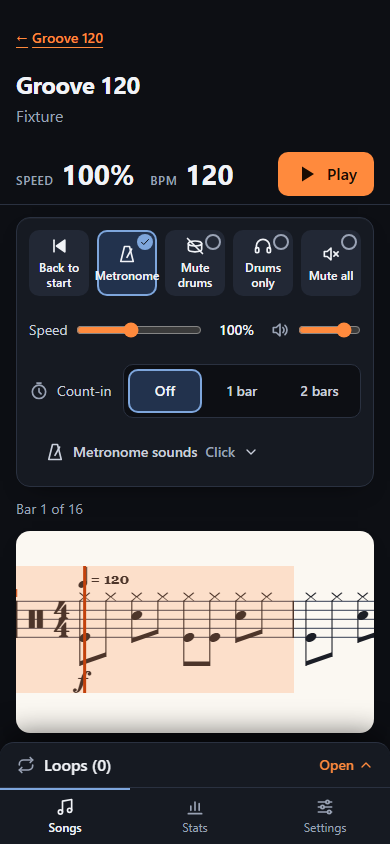 ← Groove 120
Groove 120
Fixture
SPEED 100% BPM 120 Play
Back to start
Metronome
Mute drums
Drums only
Mute all
Speed 100%
Count-in Off 1 bar 2 bars
Metronome sounds Click
Bar 1 of 16
= 120
4
4
f
Loops (0) Open
Songs Stats Settings